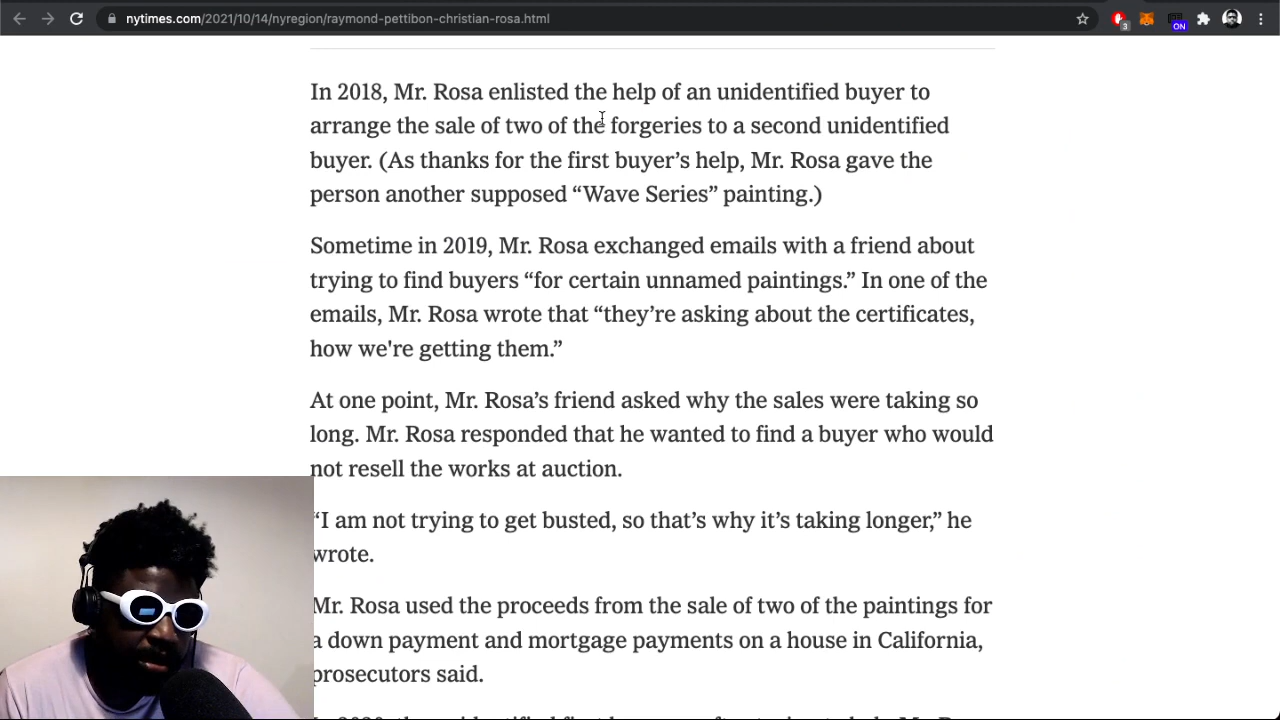 nytimes.com/2021/10/14/nyregion/raymond-pettibon-christian-rosa.html
3
ON
In 2018, Mr. Rosa enlisted the help of an unidentified buyer to
arrange the sale of two of the forgeries to a second unidentified
buyer. (As thanks for the first buyer’s help, Mr. Rosa gave the
person another supposed “Wave Series” painting.)
Sometime in 2019, Mr. Rosa exchanged emails with a friend about
trying to find buyers “for certain unnamed paintings.” In one of the
emails, Mr. Rosa wrote that “they’re asking about the certificates,
how we're getting them.”
At one point, Mr. Rosa’s friend asked why the sales were taking so
long. Mr. Rosa responded that he wanted to find a buyer who would
not resell the works at auction.
“I am not trying to get busted, so that’s why it’s taking longer,” he
wrote.
Mr. Rosa used the proceeds from the sale of two of the paintings for
a down payment and mortgage payments on a house in California,
prosecutors said.